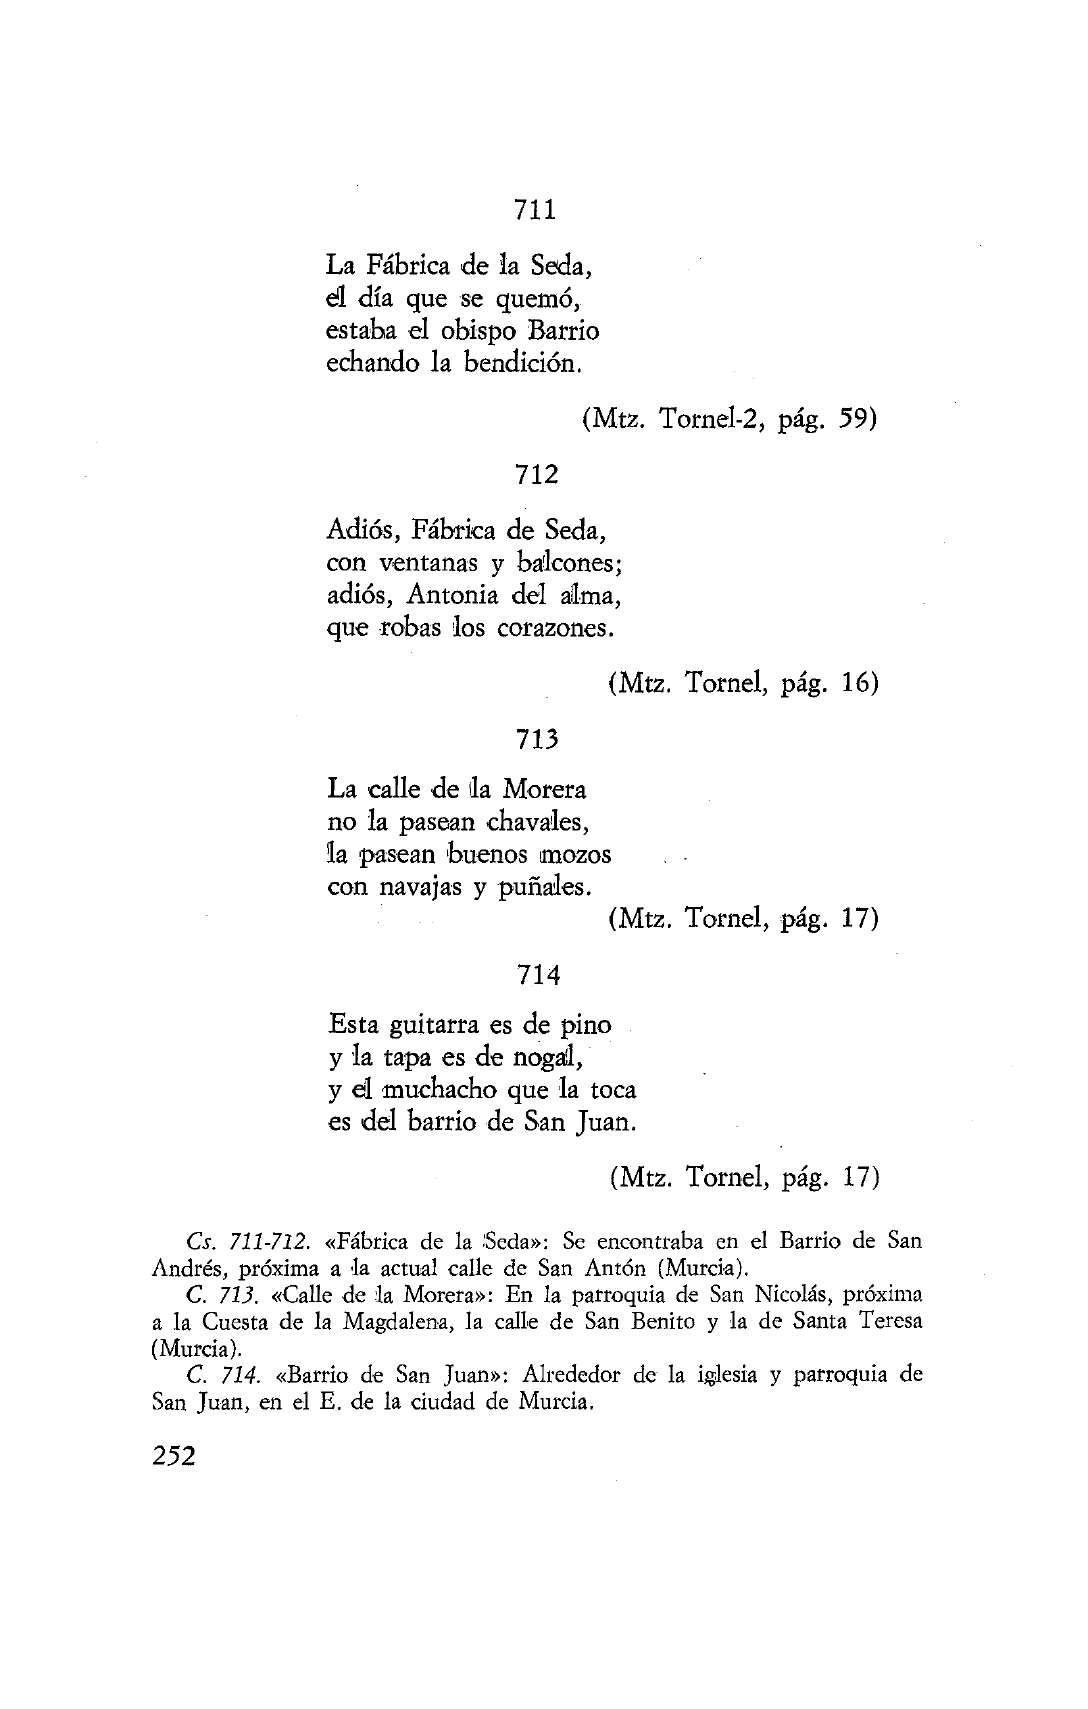 711
La Fábrica de la Seda,
el día que se quemó,
estaba el obispo Barrio
echando la bendición.
(Mtz. Tornel-2, pág. 59)
712
Adiós, Fábrica de Seda,
con ventanas y balcones;
adiós, Antonia del alma,
que robas los corazones.
(Mtz. Tornel, pág. 16)
713
La calle de la Morera
no la pasean chavales,
la pasean buenos mozos
con navajas y puñales.
(Mtz. Tornel, pág. 17)
714
Esta guitarra es de pino
y la tapa es de nogal,
y el muchacho que la toca
es del barrio de San Juan.
(Mtz. Tornel, pág. 17)
Cs. 711-712. «Fábrica de la Seda»: Se encontraba en el Barrio de San
Andrés, próxima a la actual calle de San Antón (Murcia).
C. 713. «Calle de la Morera»: En la parroquia de San Nicolás, próxima
a la Cuesta de la Magdalena, la calle de San Benito y la de Santa Teresa
(Murcia).
C. 714. «Barrio de San Juan»: Alrededor de la iglesia y parroquia de
San Juan, en el E. de la ciudad de Murcia.
252